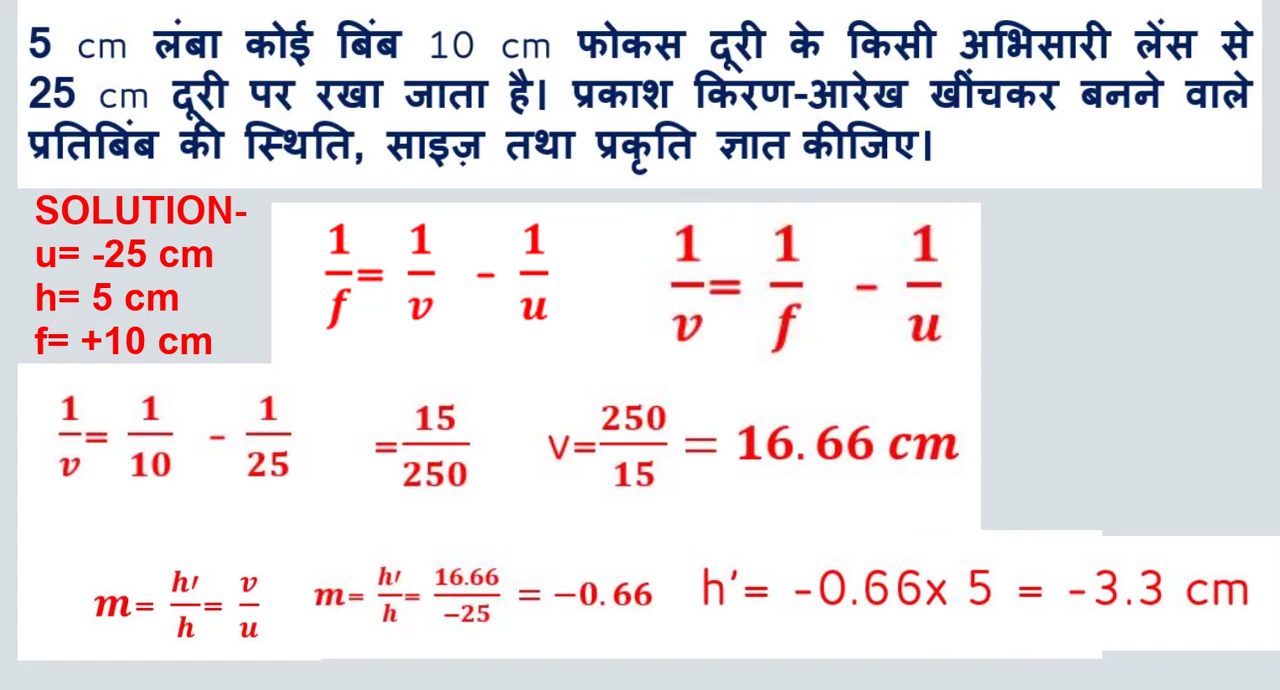 5 cm लंबा कोई बिंब 10 cm फोकस दूरी के किसी अभिसारी लेंस से
25 cm दूरी पर रखा जाता है। प्रकाश किरण-आरेख खींचकर बनने वाले
प्रतिबिंब की स्थिति, साइज़ तथा प्रकृति ज्ञात कीजिए।
SOLUTION-
u= -25 cm
h= 5 cm
f= +10 cm
1/f = 1/v - 1/u
1/v = 1/f - 1/u
1/v = 1/10 - 1/25 = 15/250 v= 250/15 = 16.66 cm
m= h′/h = v/u m= h′/h = 16.66/-25 = -0.66 h′= -0.66x 5 = -3.3 cm